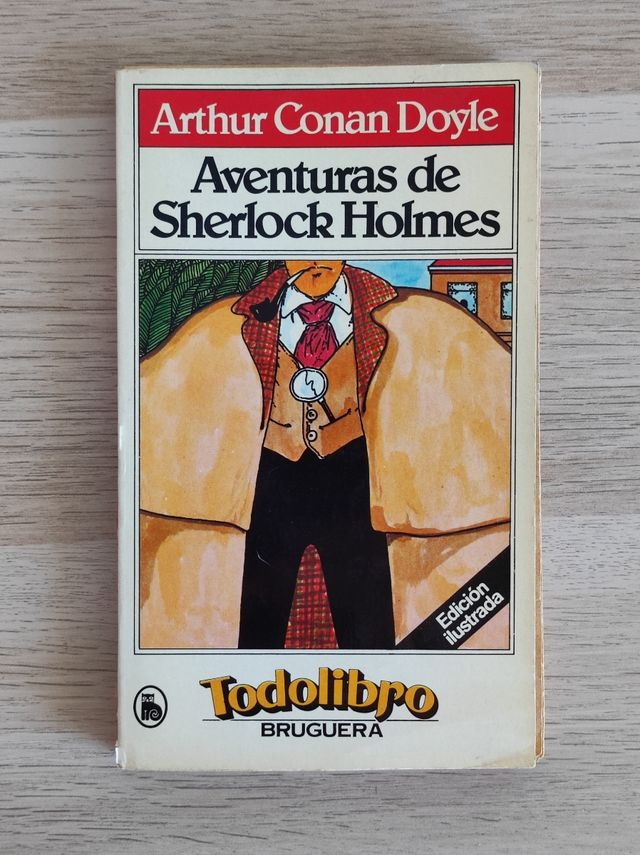 Arthur Conan Doyle
Aventuras de
Sherlock Holmes
Edición
ilustrada
Todolibro
BRUGUERA